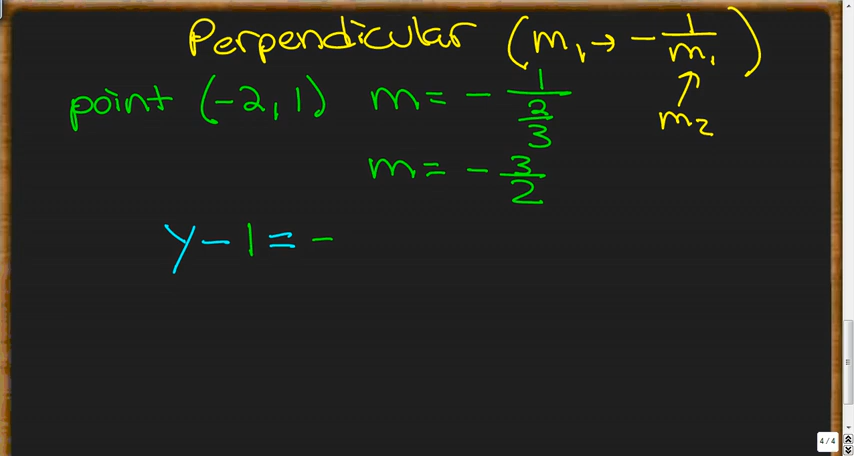 Perpendicular (m₁ → - 1/m₁)
point (-2, 1) m = - 1/(2/3) ↑ m₂
m = - 3/2
y - 1 = -
4/4